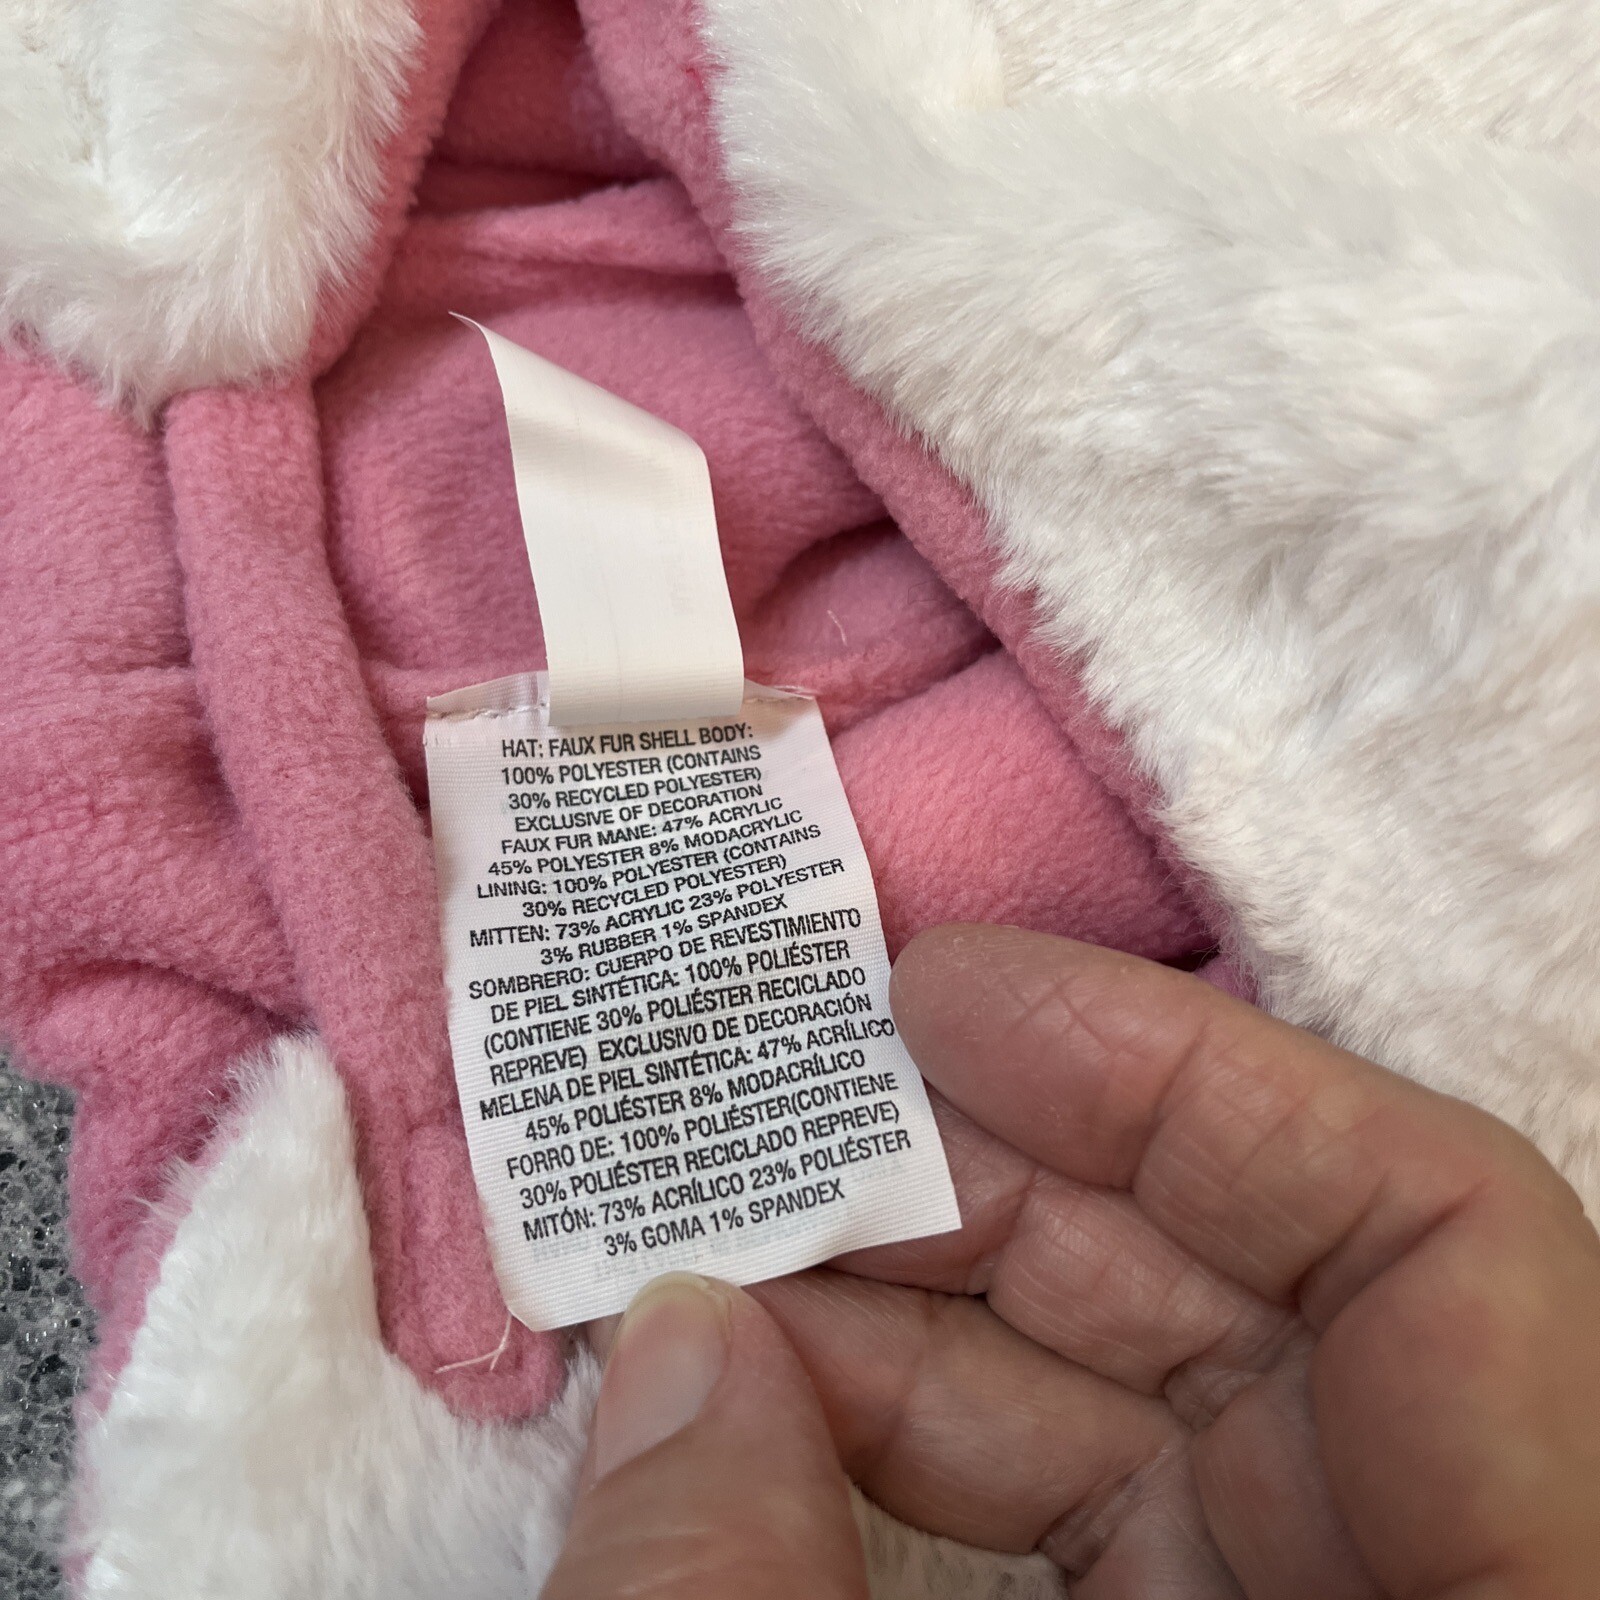 HAT: FAUX FUR SHELL BODY:
100% POLYESTER (CONTAINS
30% RECYCLED POLYESTER)
EXCLUSIVE OF DECORATION
FAUX FUR MANE: 47% ACRYLIC
45% POLYESTER 8% MODACRYLIC
LINING: 100% POLYESTER (CONTAINS
30% RECYCLED POLYESTER)
MITTEN: 73% ACRYLIC 23% POLYESTER
3% RUBBER 1% SPANDEX
SOMBRERO: CUERPO DE REVESTIMIENTO
DE PIEL SINTÉTICA: 100% POLIÉSTER
(CONTIENE 30% POLIÉSTER RECICLADO
REPREVE) EXCLUSIVO DE DECORACIÓN
MELENA DE PIEL SINTÉTICA: 47% ACRÍLICO
45% POLIÉSTER 8% MODACRÍLICO
FORRO DE: 100% POLIÉSTER(CONTIENE
30% POLIÉSTER RECICLADO REPREVE)
MITÓN: 73% ACRÍLICO 23% POLIÉSTER
3% GOMA 1% SPANDEX